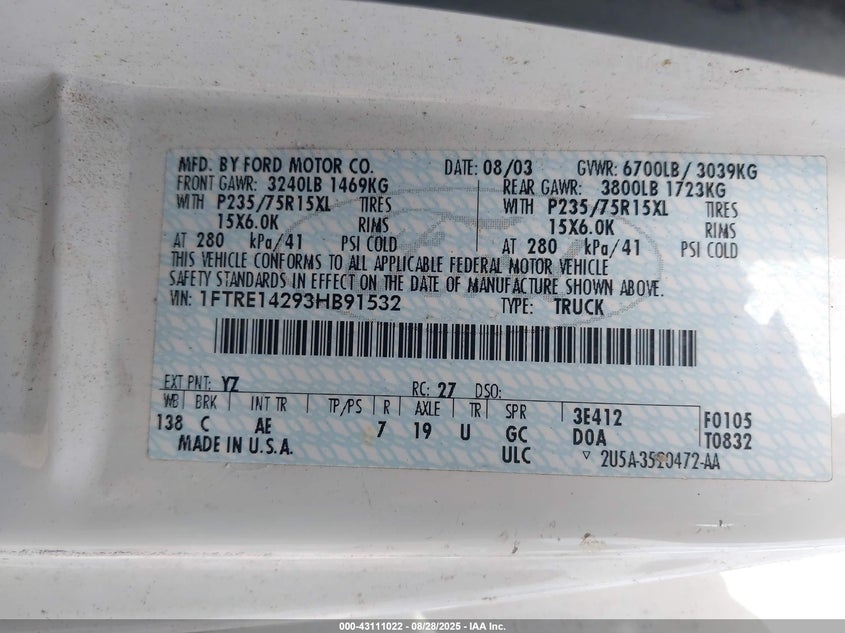 MFD. BY FORD MOTOR CO. DATE: 08/03 GVWR: 6700LB / 3039KG
FRONT GAWR: 3240LB 1469KG REAR GAWR: 3800LB 1723KG
WITH P235/75R15XL TIRES WITH P235/75R15XL TIRES
15X6.0K RIMS 15X6.0K RIMS
AT 280 kPa/41 PSI COLD AT 280 kPa/41 PSI COLD
THIS VEHICLE CONFORMS TO ALL APPLICABLE FEDERAL MOTOR VEHICLE
SAFETY STANDARDS IN EFFECT ON THE DATE OF MANUFACTURE SHOWN ABOVE.
VIN: 1FTRE14293HB91532 TYPE: TRUCK
EXT PNT: YZ RC: 27 DSO:
WB BRK INT TR TP/PS R AXLE TR SPR 3E412 F0105
138 C AE 7 19 U GC D0A T0832
MADE IN U.S.A. ULC ▽ 2U5A-3520472-AA
000-43111022 - 08/28/2025 - IAA Inc.